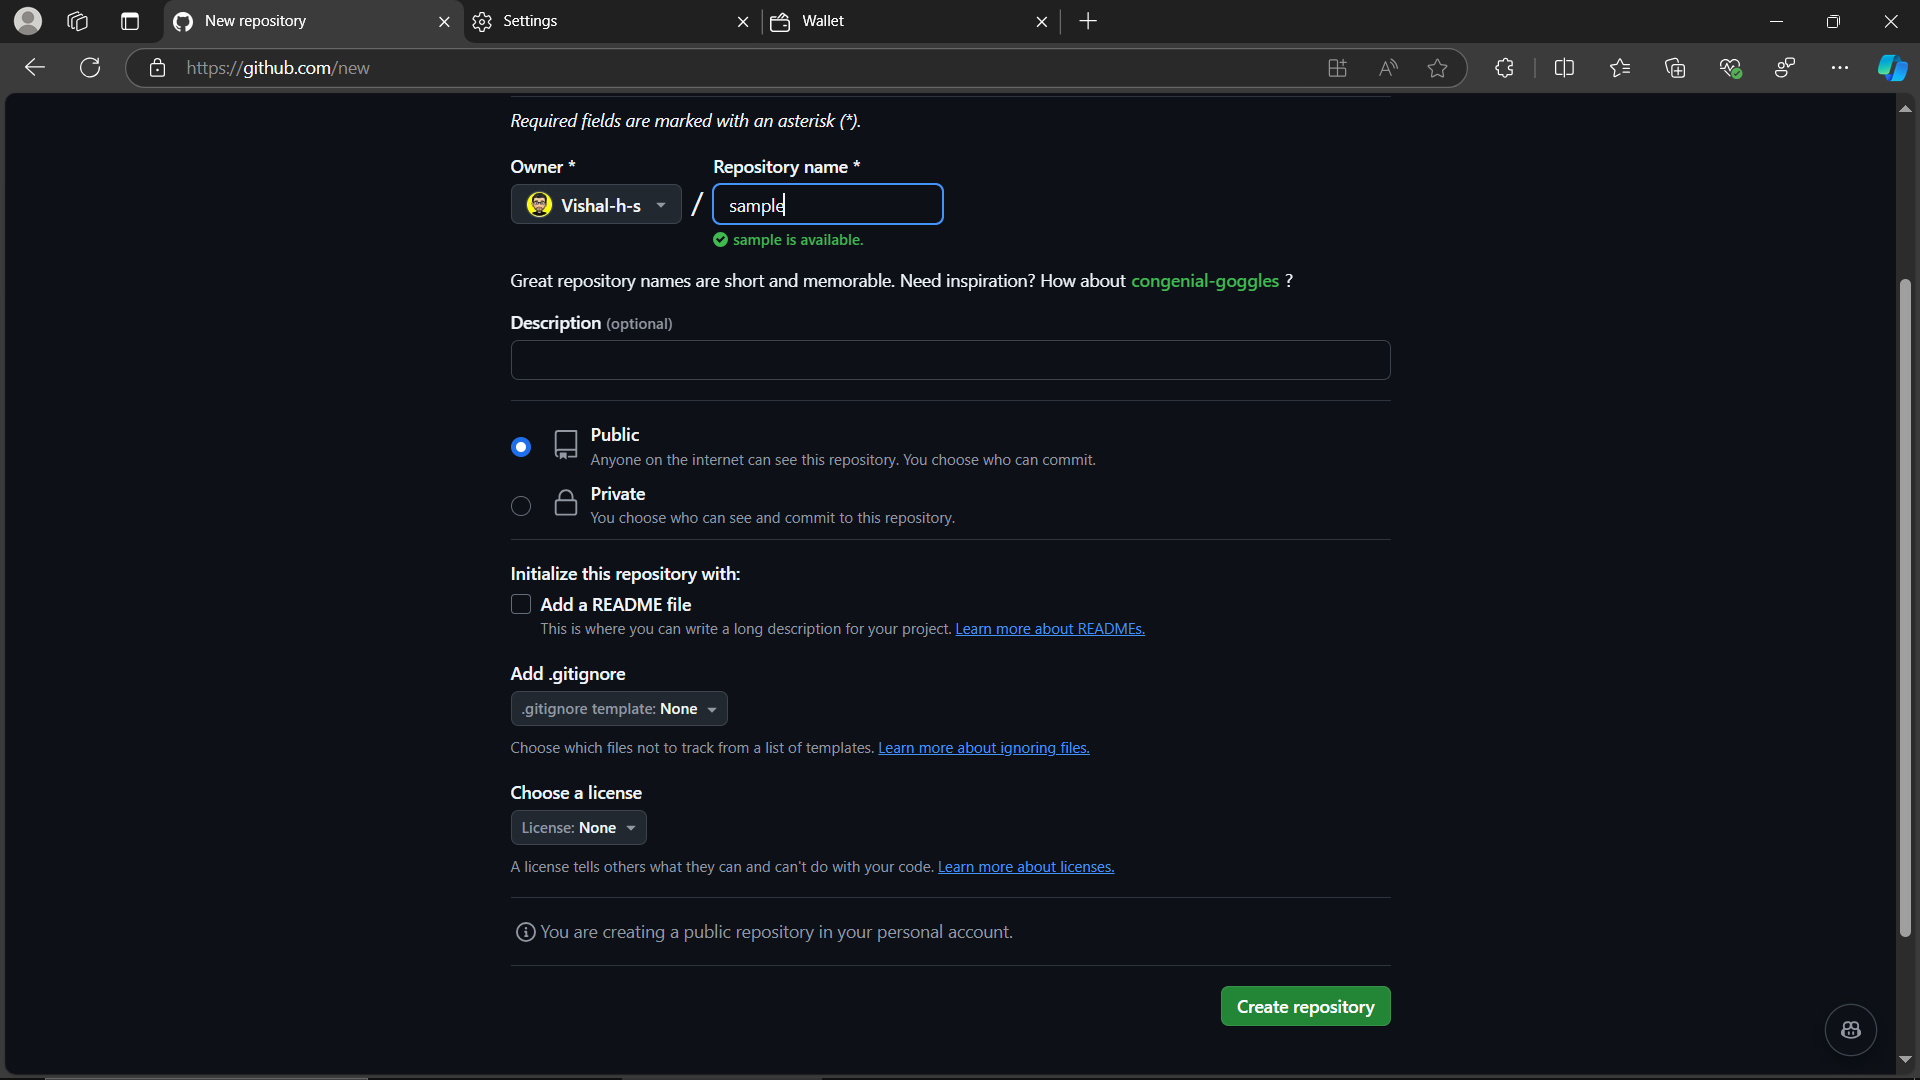 New repository
Settings
Wallet
https://github.com/new
Required fields are marked with an asterisk (*).
Owner *
Repository name *
Vishal-h-s
/
sample
sample is available.
Great repository names are short and memorable. Need inspiration? How about congenial-goggles ?
Description (optional)
Public
Anyone on the internet can see this repository. You choose who can commit.
Private
You choose who can see and commit to this repository.
Initialize this repository with:
Add a README file
This is where you can write a long description for your project. Learn more about READMEs.
Add .gitignore
.gitignore template: None
Choose which files not to track from a list of templates. Learn more about ignoring files.
Choose a license
License: None
A license tells others what they can and can't do with your code. Learn more about licenses.
You are creating a public repository in your personal account.
Create repository